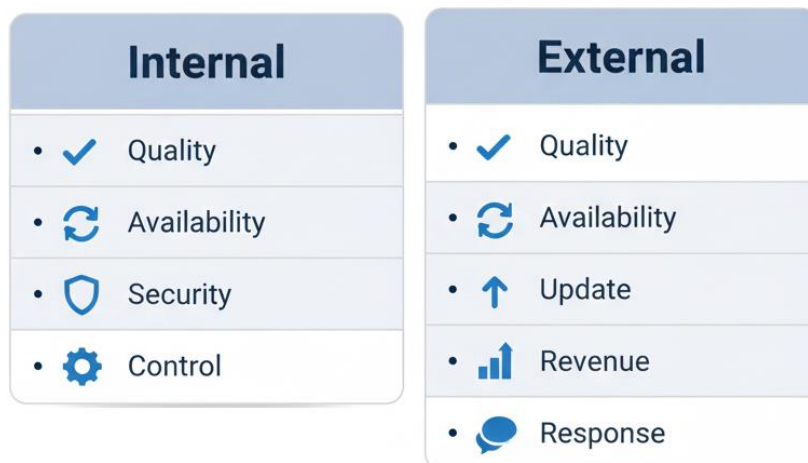 Internal
• Quality
• Availability
• Security
• Control
External
• Quality
• Availability
• Update
• Revenue
• Response